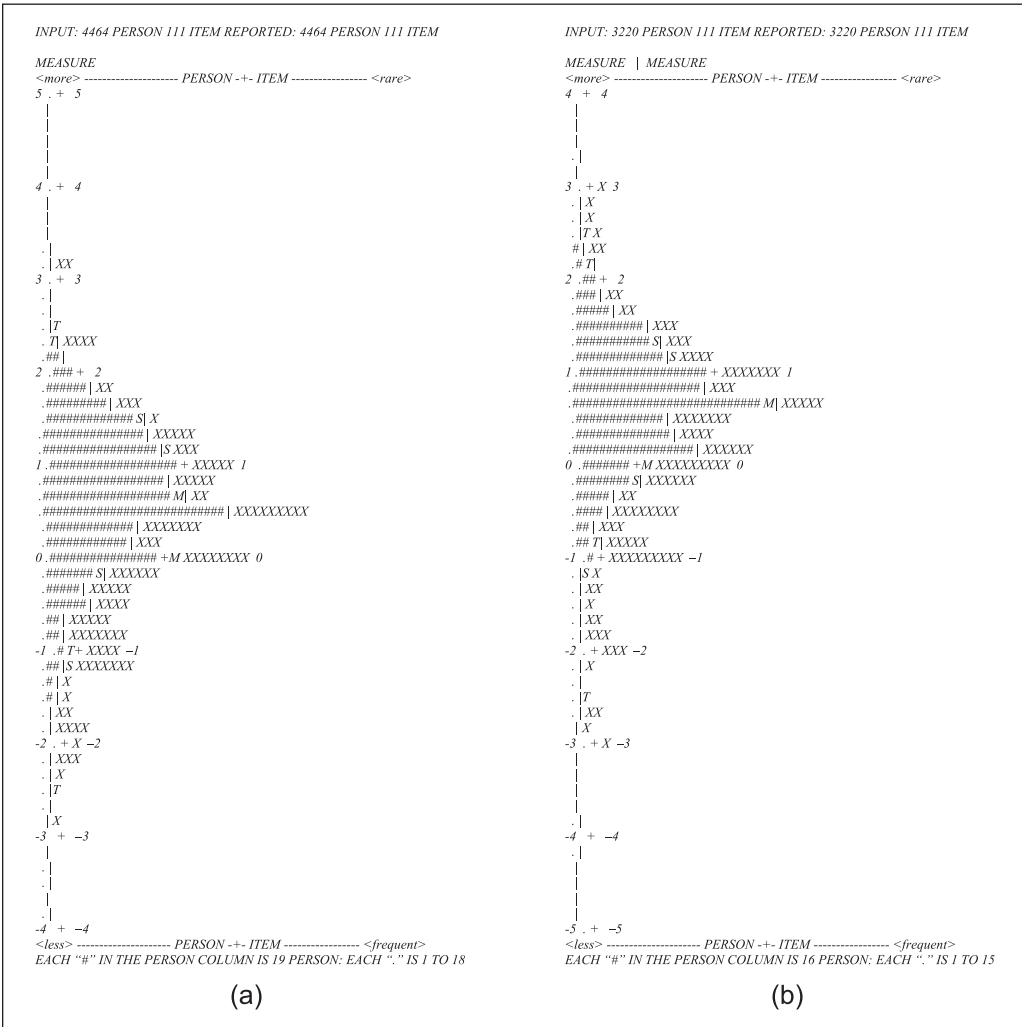 INPUT: 4464 PERSON 111 ITEM REPORTED: 4464 PERSON 111 ITEM
MEASURE
<more> --------------------- PERSON -+- ITEM ----------------- <rare>
5 . + 5
|
|
|
|
|
4 . + 4
|
|
|
. |
. | XX
3 . + 3
. |
. |
. |T
. T| XXXX
.## |
2 .### + 2
.###### | XX
.######### | XXX
.############# S| X
.############### | XXXXX
.################# |S XXX
1 .################### + XXXXX 1
.################## | XXXXX
.################### M| XX
.########################### | XXXXXXXXX
.############# | XXXXXXX
.############ | XXX
0 .################ +M XXXXXXXX 0
.####### S| XXXXXX
.##### | XXXXX
.###### | XXXX
.## | XXXXX
.## | XXXXXXX
-1 .# T+ XXXX –1
.## |S XXXXXXX
.# | X
.# | X
. | XX
. | XXXX
-2 . + X –2
. | XXX
. | X
. |T
. |
| X
-3 + –3
|
. |
. |
|
. |
-4 + –4
<less> --------------------- PERSON -+- ITEM ----------------- <frequent>
EACH “#” IN THE PERSON COLUMN IS 19 PERSON: EACH “.” IS 1 TO 18
(a)
INPUT: 3220 PERSON 111 ITEM REPORTED: 3220 PERSON 111 ITEM
MEASURE | MEASURE
<more> --------------------- PERSON -+- ITEM ----------------- <rare>
4 + 4
|
|
|
. |
|
3 . + X 3
. | X
. | X
. |T X
# | XX
.# T|
2 .## + 2
.### | XX
.##### | XX
.########## | XXX
.########### S| XXX
.############# |S XXXX
1 .################### + XXXXXXX 1
.################### | XXX
.############################ M| XXXXX
.############# | XXXXXXX
.############## | XXXX
.################## | XXXXXX
0 .####### +M XXXXXXXXX 0
.######## S| XXXXXX
.##### | XX
.#### | XXXXXXXX
.## | XXX
.## T| XXXXX
-1 .# + XXXXXXXXX –1
. |S X
. | XX
. | X
. | XX
. | XXX
-2 . + XXX –2
. | X
. |
. |T
. | XX
| X
-3 . + X –3
|
|
|
|
. |
-4 + –4
. |
|
|
|
|
-5 . + –5
<less> --------------------- PERSON -+- ITEM ----------------- <frequent>
EACH “#” IN THE PERSON COLUMN IS 16 PERSON: EACH “.” IS 1 TO 15
(b)